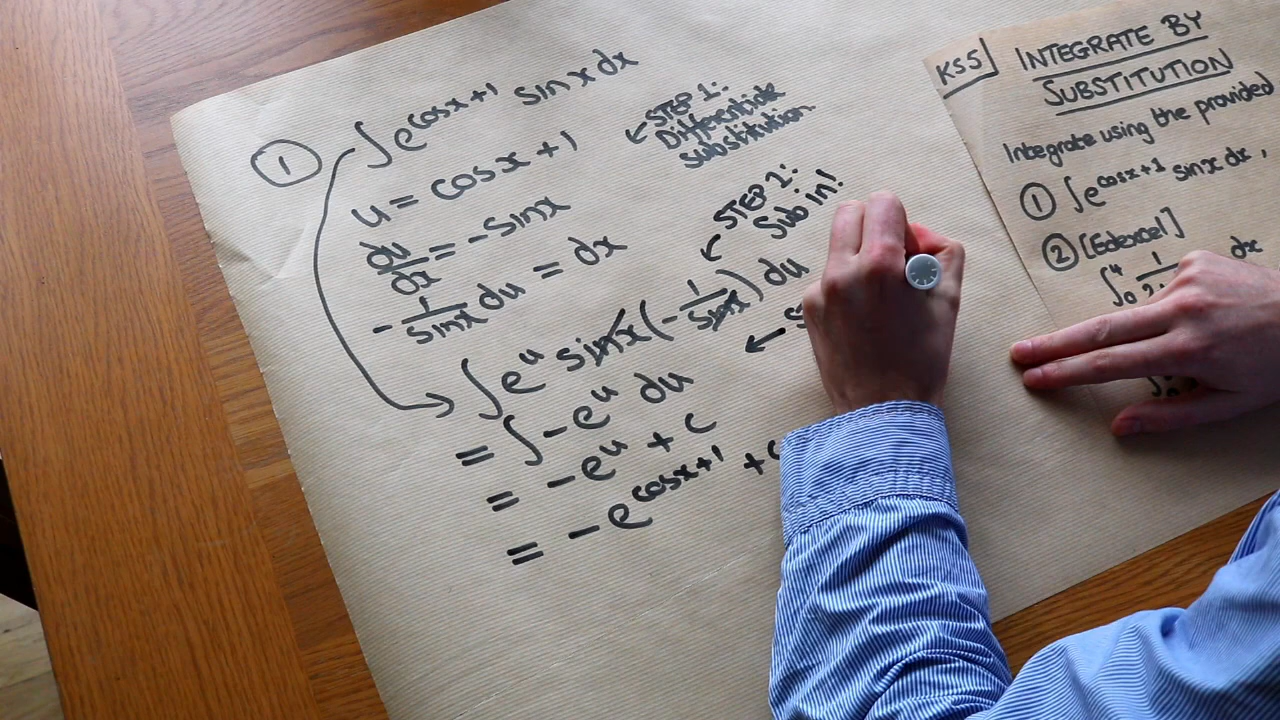 ① ∫e^(cosx+1) sinx dx
u = cosx + 1
du/dx = -sinx
-1/sinx du = dx
∫e^u sinx(-1/sinx) du
= ∫-e^u du
= -e^u + c
= -e^(cosx+1) + c
← STEP 1:
Differentiate
substitution.
STEP 2:
Sub in!
KS5
INTEGRATE BY
SUBSTITUTION
Integrate using the provided
① ∫e^(cosx+1) sinx dx,
② [Edexcel]
∫₀⁴ dx